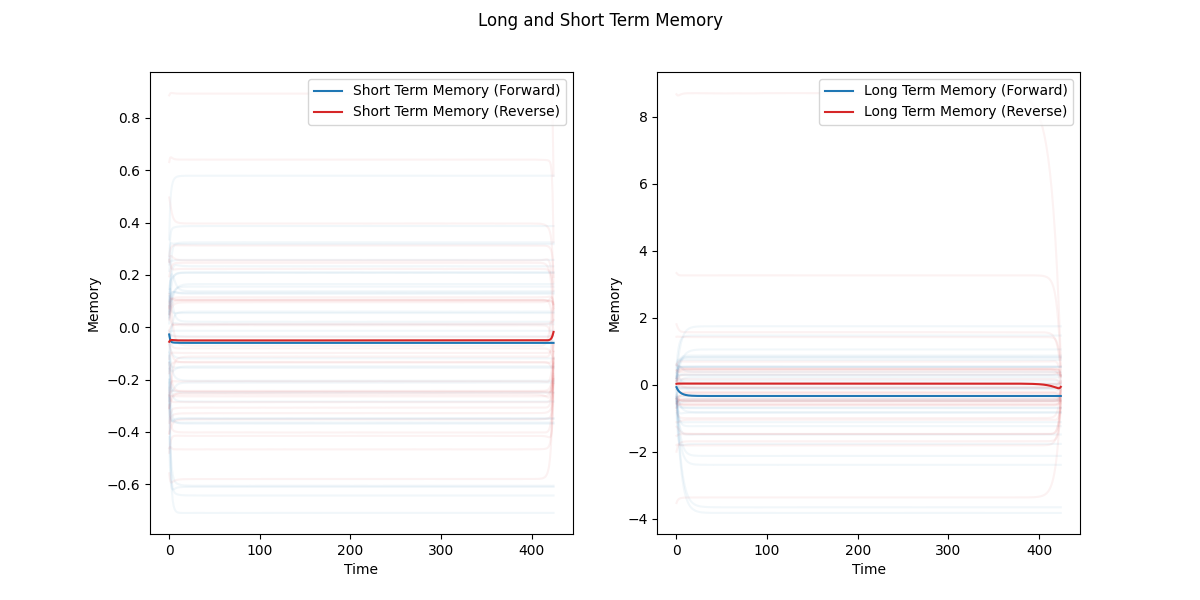 Long and Short Term Memory
Short Term Memory (Forward)
Short Term Memory (Reverse)
0.8
0.6
0.4
0.2
0.0
−0.2
−0.4
−0.6
Memory
0 100 200 300 400
Time
Long Term Memory (Forward)
Long Term Memory (Reverse)
8
6
4
2
0
−2
−4
Memory
0 100 200 300 400
Time